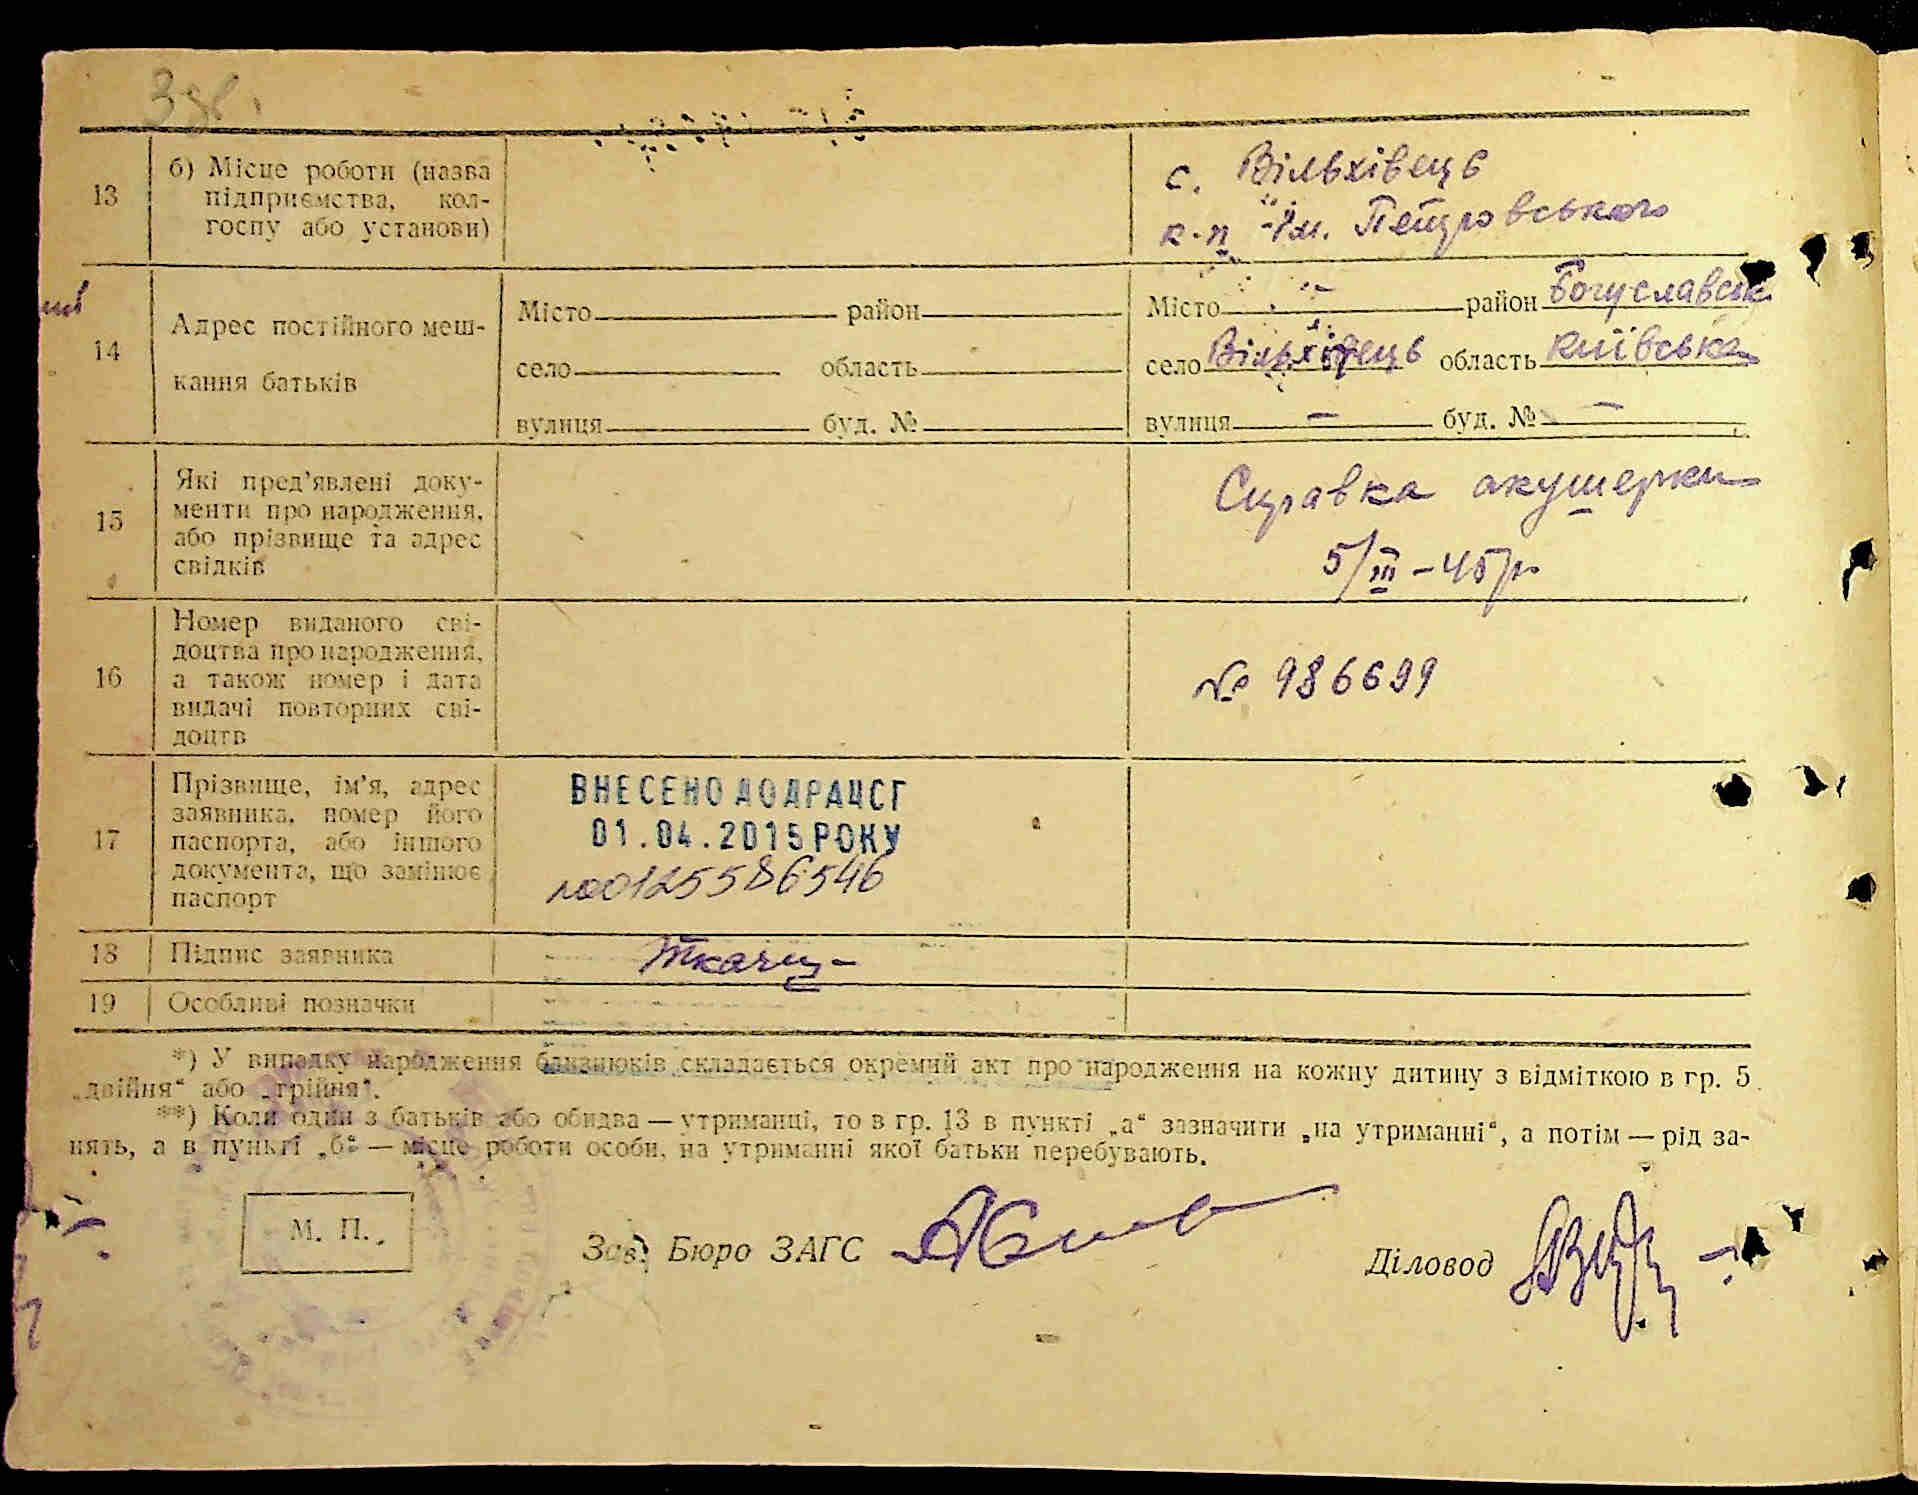 3
13
б) Місце роботи (назва
підприємства, кол-
госпу або установи)
с. Вільхівець
к-п ім. Петровського
14
Адрес постійного меш-
кання батьків
Місто район
село область
вулиця буд. №
Місто — район Богуславськ
село Вільхівець область київська
вулиця — буд. № —
15
Які пред'явлені доку-
менти про народження,
або прізвище та адрес
свідків
Справка акушерки
5/III - 45 р
16
Номер виданого сві-
доцтва про народження,
а також номер і дата
видачі повторних сві-
доцтв
№ 986699
17
Прізвище, ім'я, адрес
заявника, номер його
паспорта, або іншого
документа, що замінює
паспорт
ВНЕСЕНО ДО ДРАЦСГ
01.04.2015 РОКУ
№00125586546
18
Підпис заявника
19
Особливі позначки
*) У випадку народження близнюків складається окремий акт про народження на кожну дитину з відміткою в гр. 5
„двійня“ або „трійня“.
**) Коли один з батьків або обидва — утриманці, то в гр. 13 в пункті „а“ зазначити „на утриманні“, а потім — рід за-
нять, а в пункті „б“ — місце роботи особи, на утриманні якої батьки перебувають.
М. П.
Зав. Бюро ЗАГС
Діловод